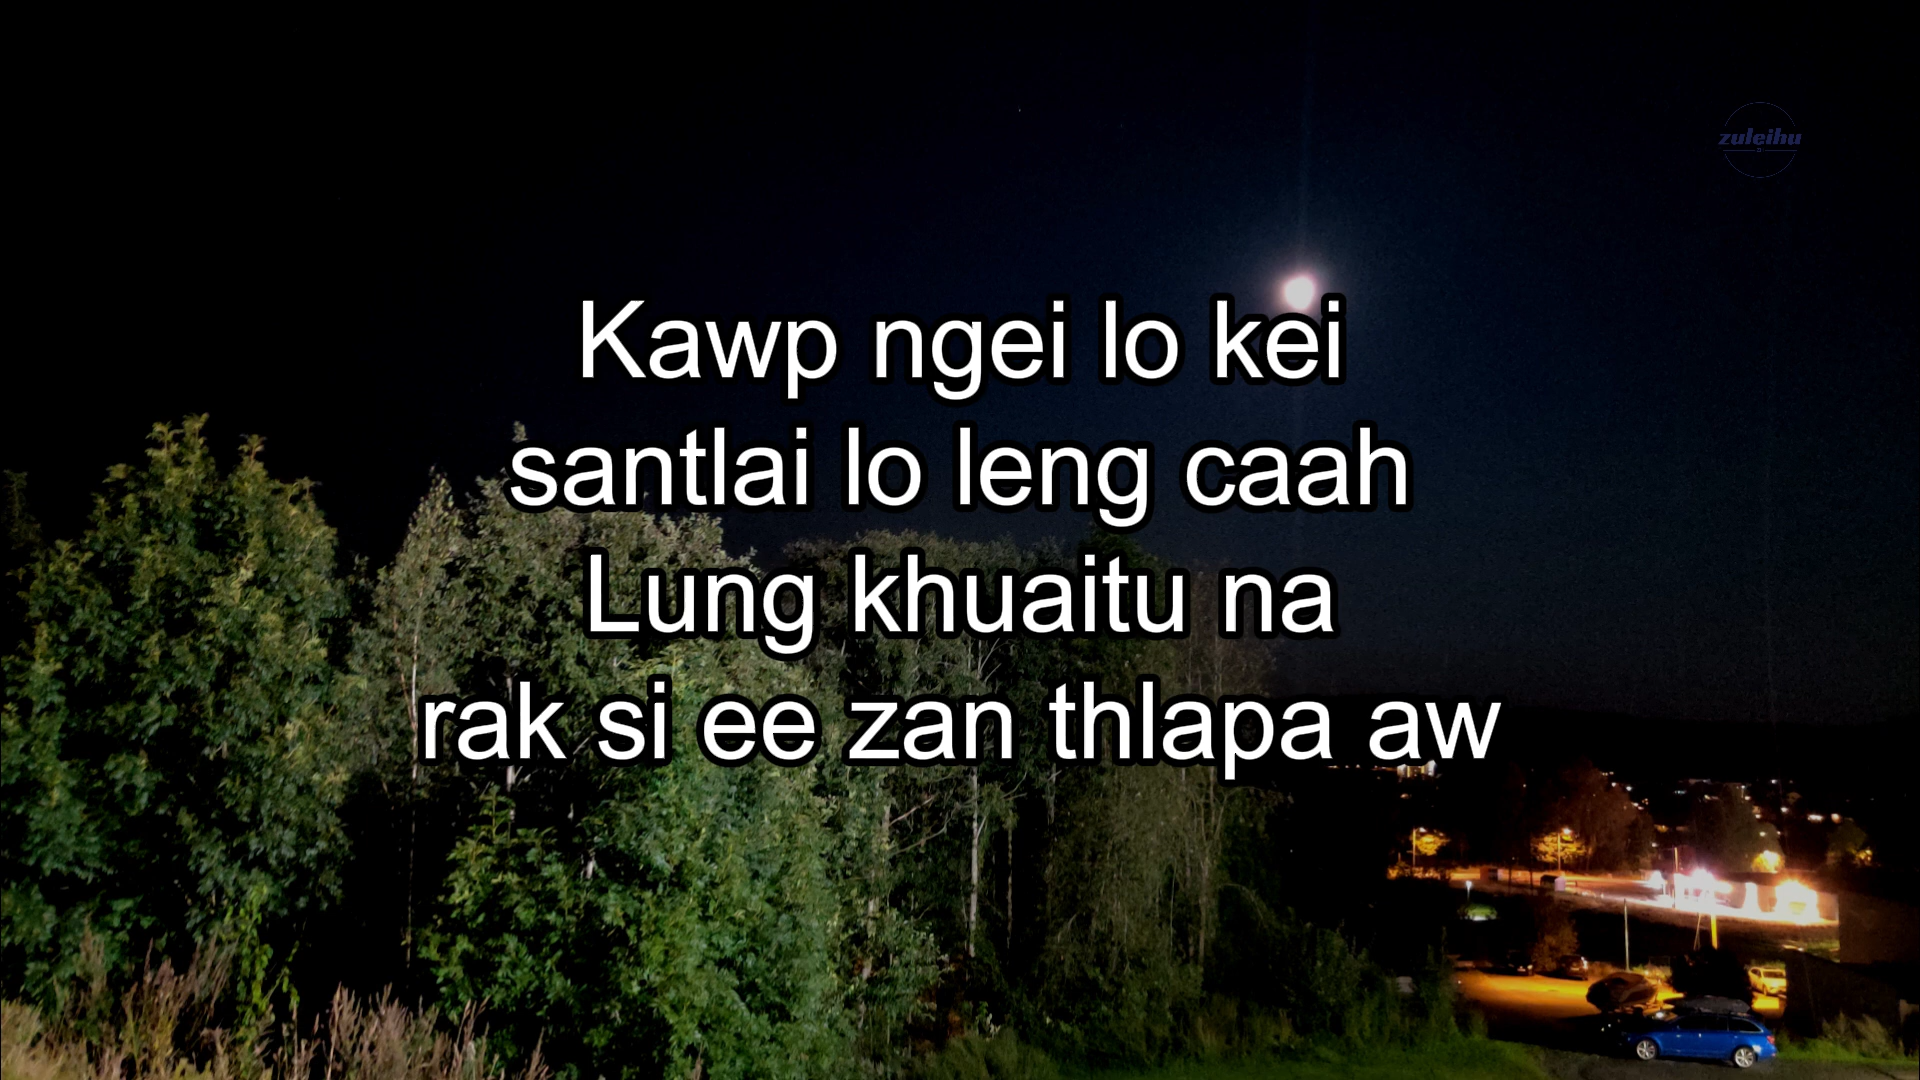 zuleihu
Kawp ngei lo kei
santlai lo leng caah
Lung khuaitu na
rak si ee zan thlapa aw